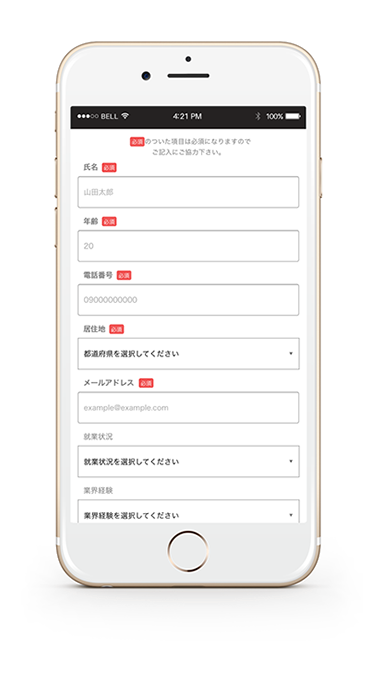 ●●●○○ BELL 4:21 PM 100%
必須のついた項目は必須になりますので
ご記入にご協力下さい。
氏名 必須
山田太郎
年齢 必須
20
電話番号 必須
09000000000
居住地 必須
都道府県を選択してください
メールアドレス 必須
example@example.com
就業状況
就業状況を選択してください
業界経験
業界経験を選択してください